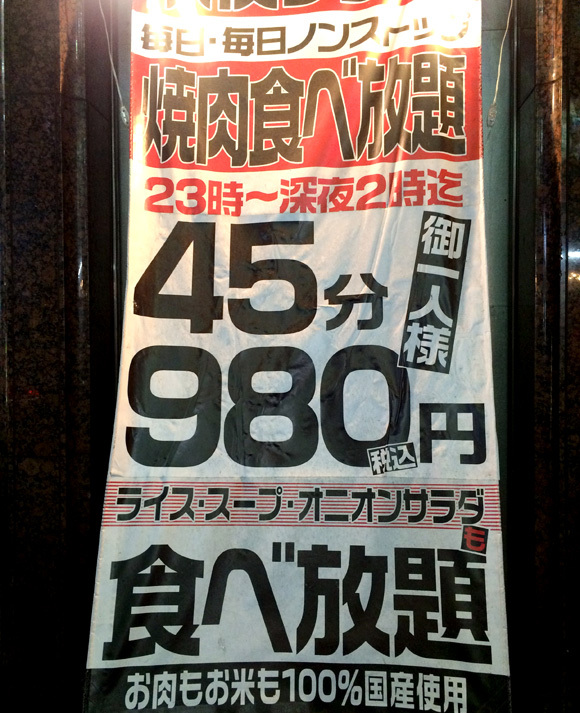 毎日・毎日ノンストップ
焼肉食べ放題
23時～深夜2時迄
45分
御一人様
980円
税込
ライス・スープ・オニオンサラダ
も
食べ放題
お肉もお米も100%国産使用